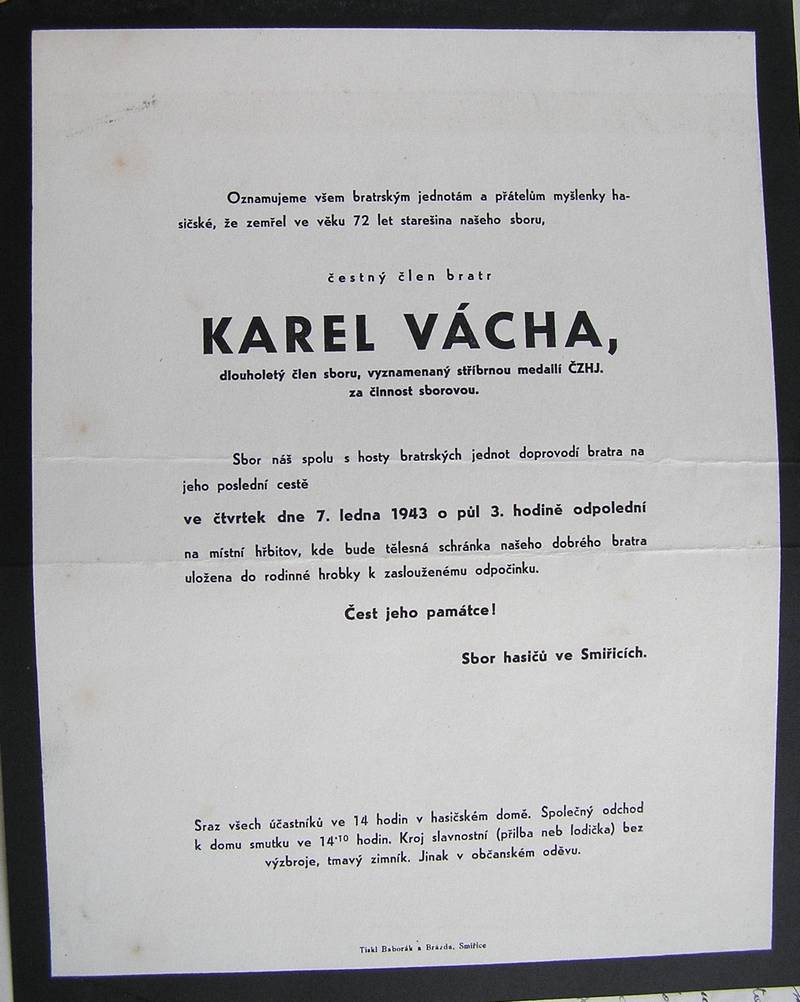 Oznamujeme všem bratrským jednotám a přátelům myšlenky ha-
sičské, že zemřel ve věku 72 let starešina našeho sboru,
čestný člen bratr
KAREL VÁCHA,
dlouholetý člen sboru, vyznamenaný stříbrnou medailí ČZHJ.
za činnost sborovou.
Sbor náš spolu s hosty bratrských jednot doprovodí bratra na
jeho poslední cestě
ve čtvrtek dne 7. ledna 1943 o půl 3. hodině odpolední
na místní hřbitov, kde bude tělesná schránka našeho dobrého bratra
uložena do rodinné hrobky k zaslouženému odpočinku.
Čest jeho památce!
Sbor hasičů ve Smiřicích.
Sraz všech účastníků ve 14 hodin v hasičském domě. Společný odchod
k domu smutku ve 14·10 hodin. Kroj slavnostní (přilba neb lodička) bez
výzbroje, tmavý zimník. Jinak v občanském oděvu.
Tiskl Baborák a Brázda, Smiřice